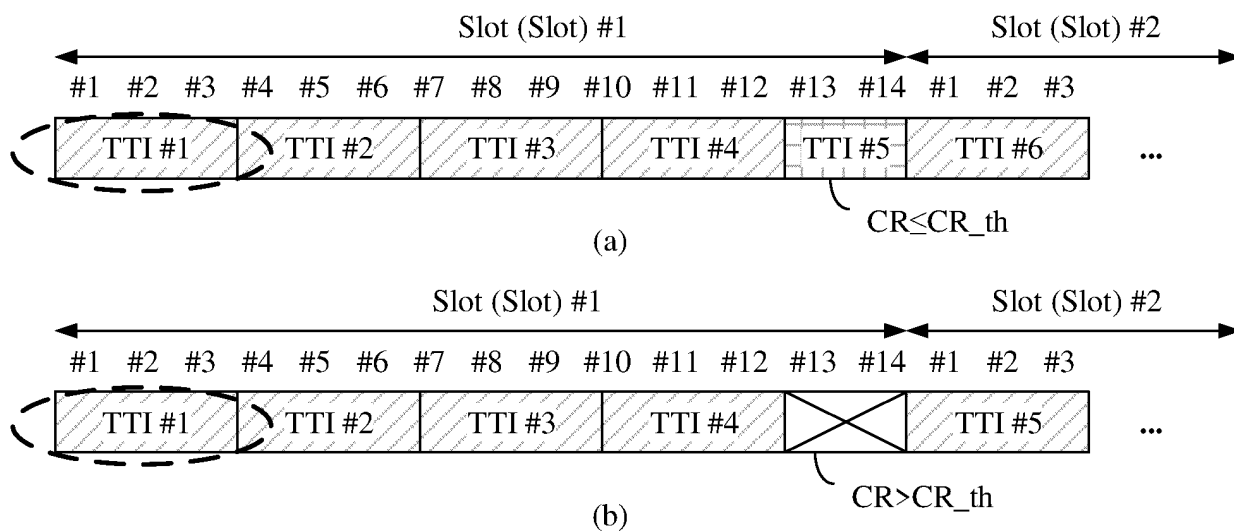 Slot (Slot) #1 Slot (Slot) #2
#1 #2 #3 #4 #5 #6 #7 #8 #9 #10 #11 #12 #13 #14 #1 #2 #3
TTI #1 TTI #2 TTI #3 TTI #4 TTI #5 TTI #6 ...
CR≤CR_th
(a)
Slot (Slot) #1 Slot (Slot) #2
#1 #2 #3 #4 #5 #6 #7 #8 #9 #10 #11 #12 #13 #14 #1 #2 #3
TTI #1 TTI #2 TTI #3 TTI #4 TTI #5 ...
CR>CR_th
(b)